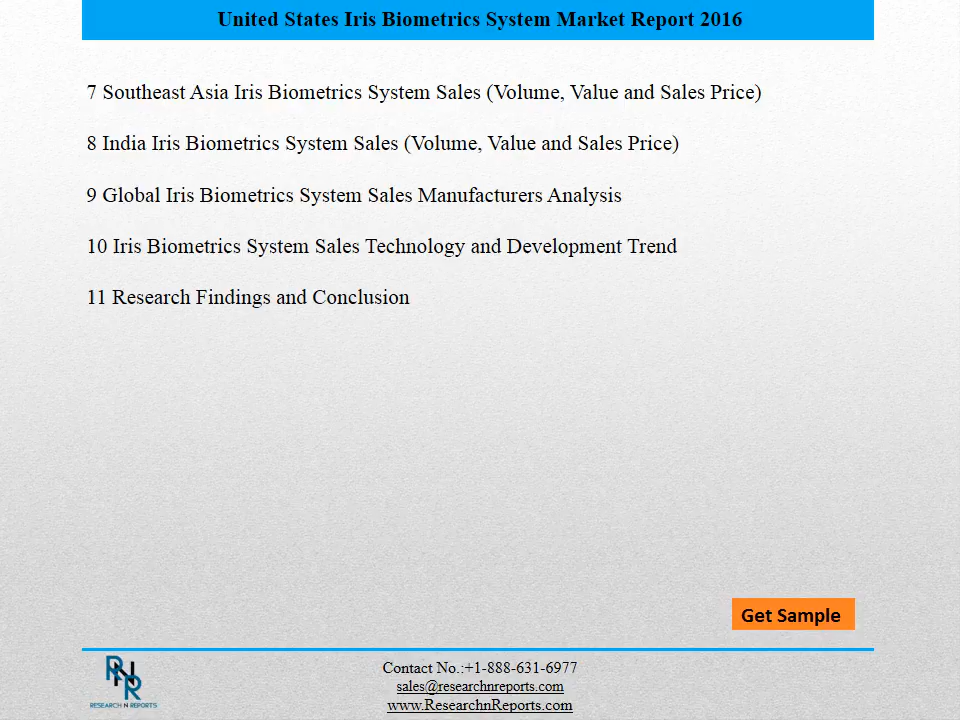 United States Iris Biometrics System Market Report 2016
7 Southeast Asia Iris Biometrics System Sales (Volume, Value and Sales Price)
8 India Iris Biometrics System Sales (Volume, Value and Sales Price)
9 Global Iris Biometrics System Sales Manufacturers Analysis
10 Iris Biometrics System Sales Technology and Development Trend
11 Research Findings and Conclusion
Get Sample
RNR
RESEARCH N REPORTS
Contact No.:+1-888-631-6977
sales@researchnreports.com
www.ResearchnReports.com